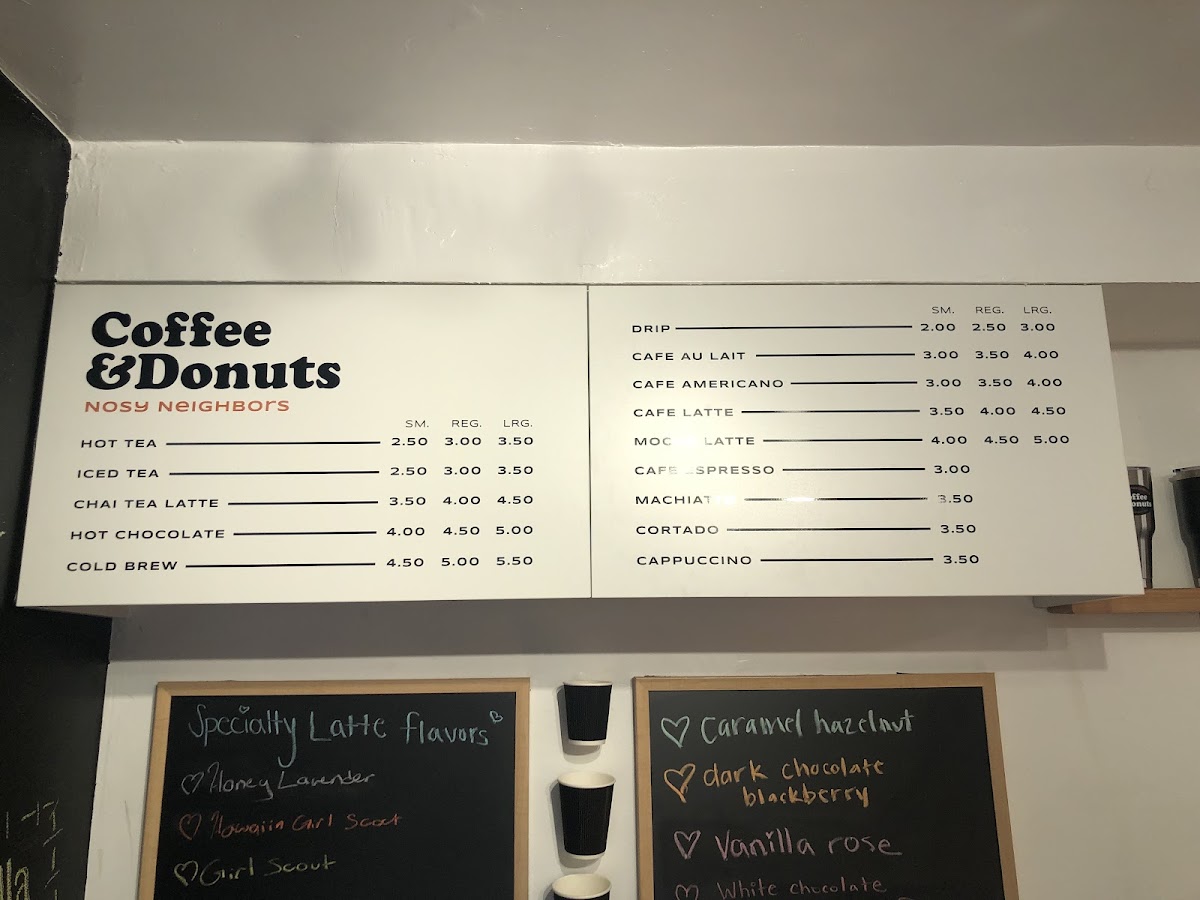 Coffee
&Donuts
NOSY NEIGHBORS
SM. REG. LRG.
HOT TEA 2.50 3.00 3.50
ICED TEA 2.50 3.00 3.50
CHAI TEA LATTE 3.50 4.00 4.50
HOT CHOCOLATE 4.00 4.50 5.00
COLD BREW 4.50 5.00 5.50
SM. REG. LRG.
DRIP 2.00 2.50 3.00
CAFE AU LAIT 3.00 3.50 4.00
CAFE AMERICANO 3.00 3.50 4.00
CAFE LATTE 3.50 4.00 4.50
MOCHA LATTE 4.00 4.50 5.00
CAFE ESPRESSO 3.00
MACHIATTO 3.50
CORTADO 3.50
CAPPUCCINO 3.50
Specialty Latte flavors
Honey Lavender
Howaiin Girl Scout
Girl Scout
Caramel hazelnut
dark chocolate
blackberry
Vanilla rose
White chocolate